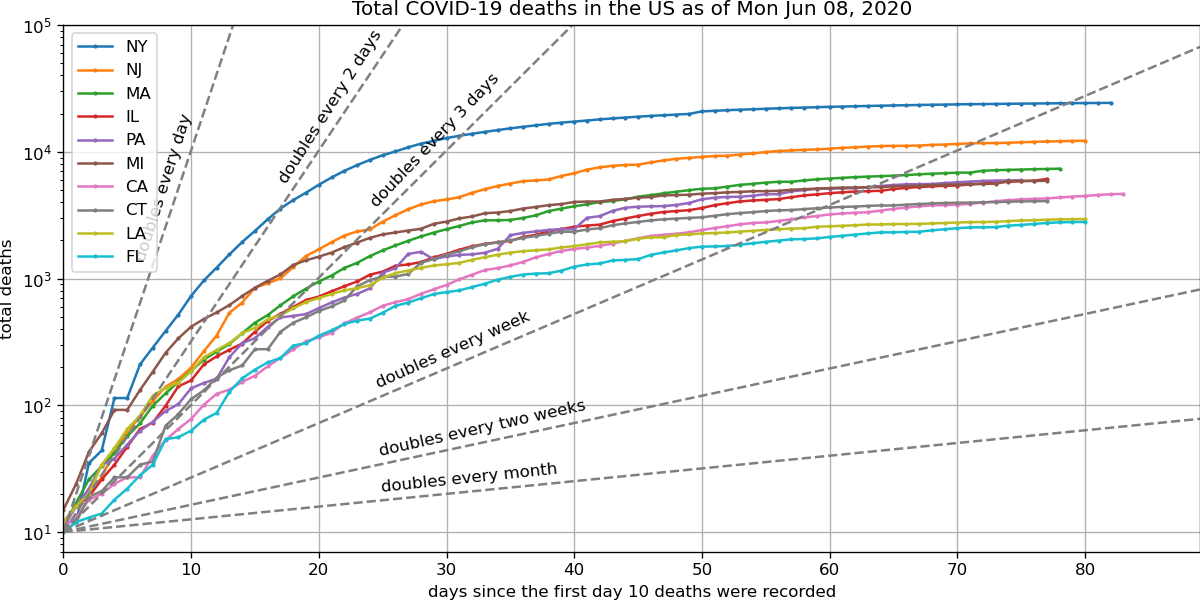 Total COVID-19 deaths in the US as of Mon Jun 08, 2020
total deaths
10^5
10^4
10^3
10^2
10^1
NY
NJ
MA
IL
PA
MI
CA
CT
LA
FL
doubles every day
doubles every 2 days
doubles every 3 days
doubles every week
doubles every two weeks
doubles every month
0 10 20 30 40 50 60 70 80
days since the first day 10 deaths were recorded